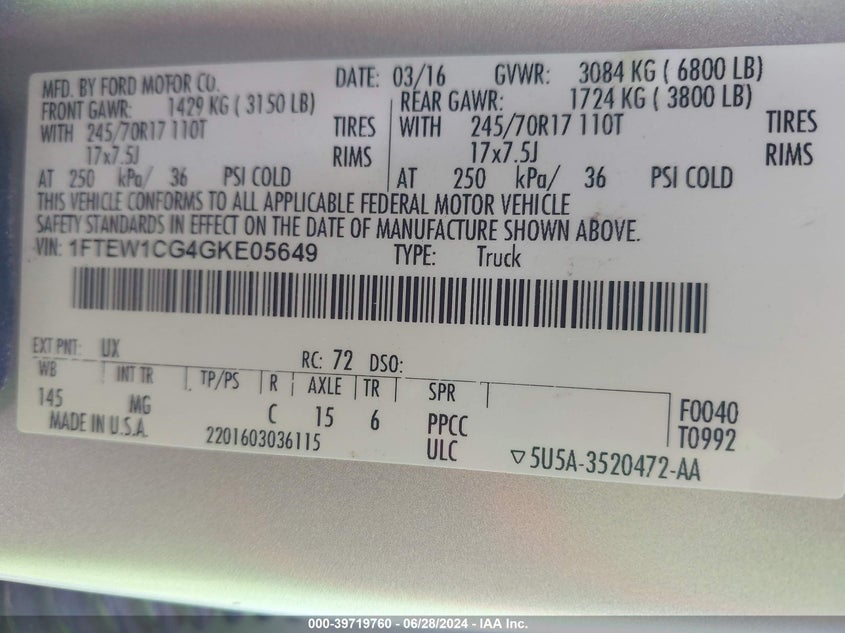 MFD. BY FORD MOTOR CO. DATE: 03/16 GVWR: 3084 KG ( 6800 LB)
FRONT GAWR: 1429 KG ( 3150 LB) REAR GAWR: 1724 KG ( 3800 LB)
WITH 245/70R17 110T TIRES WITH 245/70R17 110T TIRES
17x7.5J RIMS 17x7.5J RIMS
AT 250 kPa/ 36 PSI COLD AT 250 kPa/ 36 PSI COLD
THIS VEHICLE CONFORMS TO ALL APPLICABLE FEDERAL MOTOR VEHICLE
SAFETY STANDARDS IN EFFECT ON THE DATE OF MANUFACTURE SHOWN ABOVE.
VIN: 1FTEW1CG4GKE05649 TYPE: Truck
EXT PNT: UX RC: 72 DSO:
WB INT TR TP/PS R AXLE TR SPR
145 MG C 15 6 PPCC F0040
MADE IN U.S.A. 2201603036115 ULC T0992
▽5U5A-3520472-AA
000-39719760 - 06/28/2024 - IAA Inc.